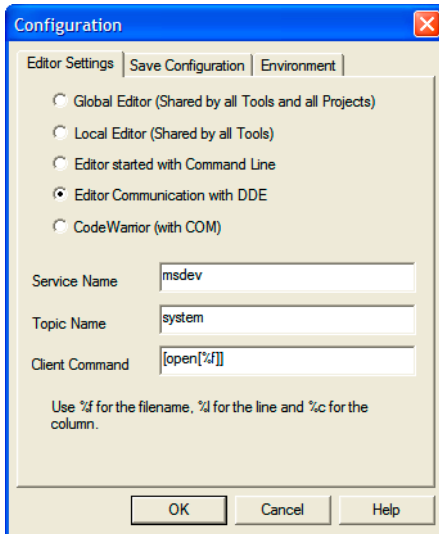 Configuration
Editor Settings Save Configuration Environment
Global Editor (Shared by all Tools and all Projects)
Local Editor (Shared by all Tools)
Editor started with Command Line
Editor Communication with DDE
CodeWarrior (with COM)
Service Name msdev
Topic Name system
Client Command [open[%f]]
Use %f for the filename, %l for the line and %c for the
column.
OK Cancel Help